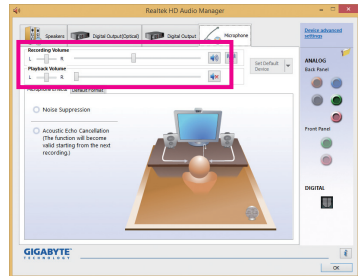 Realtek HD Audio Manager
Device advanced
settings
Speakers
Digital Output(Optical)
Digital Output
Microphone
Recording Volume
L
R
Set Default
Device
Playback Volume
L
R
Default Format
ANALOG
Back Panel
Noise Suppression
Acoustic Echo Cancellation
(The function will become
valid starting from the next
recording.)
Front Panel
DIGITAL
GIGABYTE
TECHNOLOGY
OK